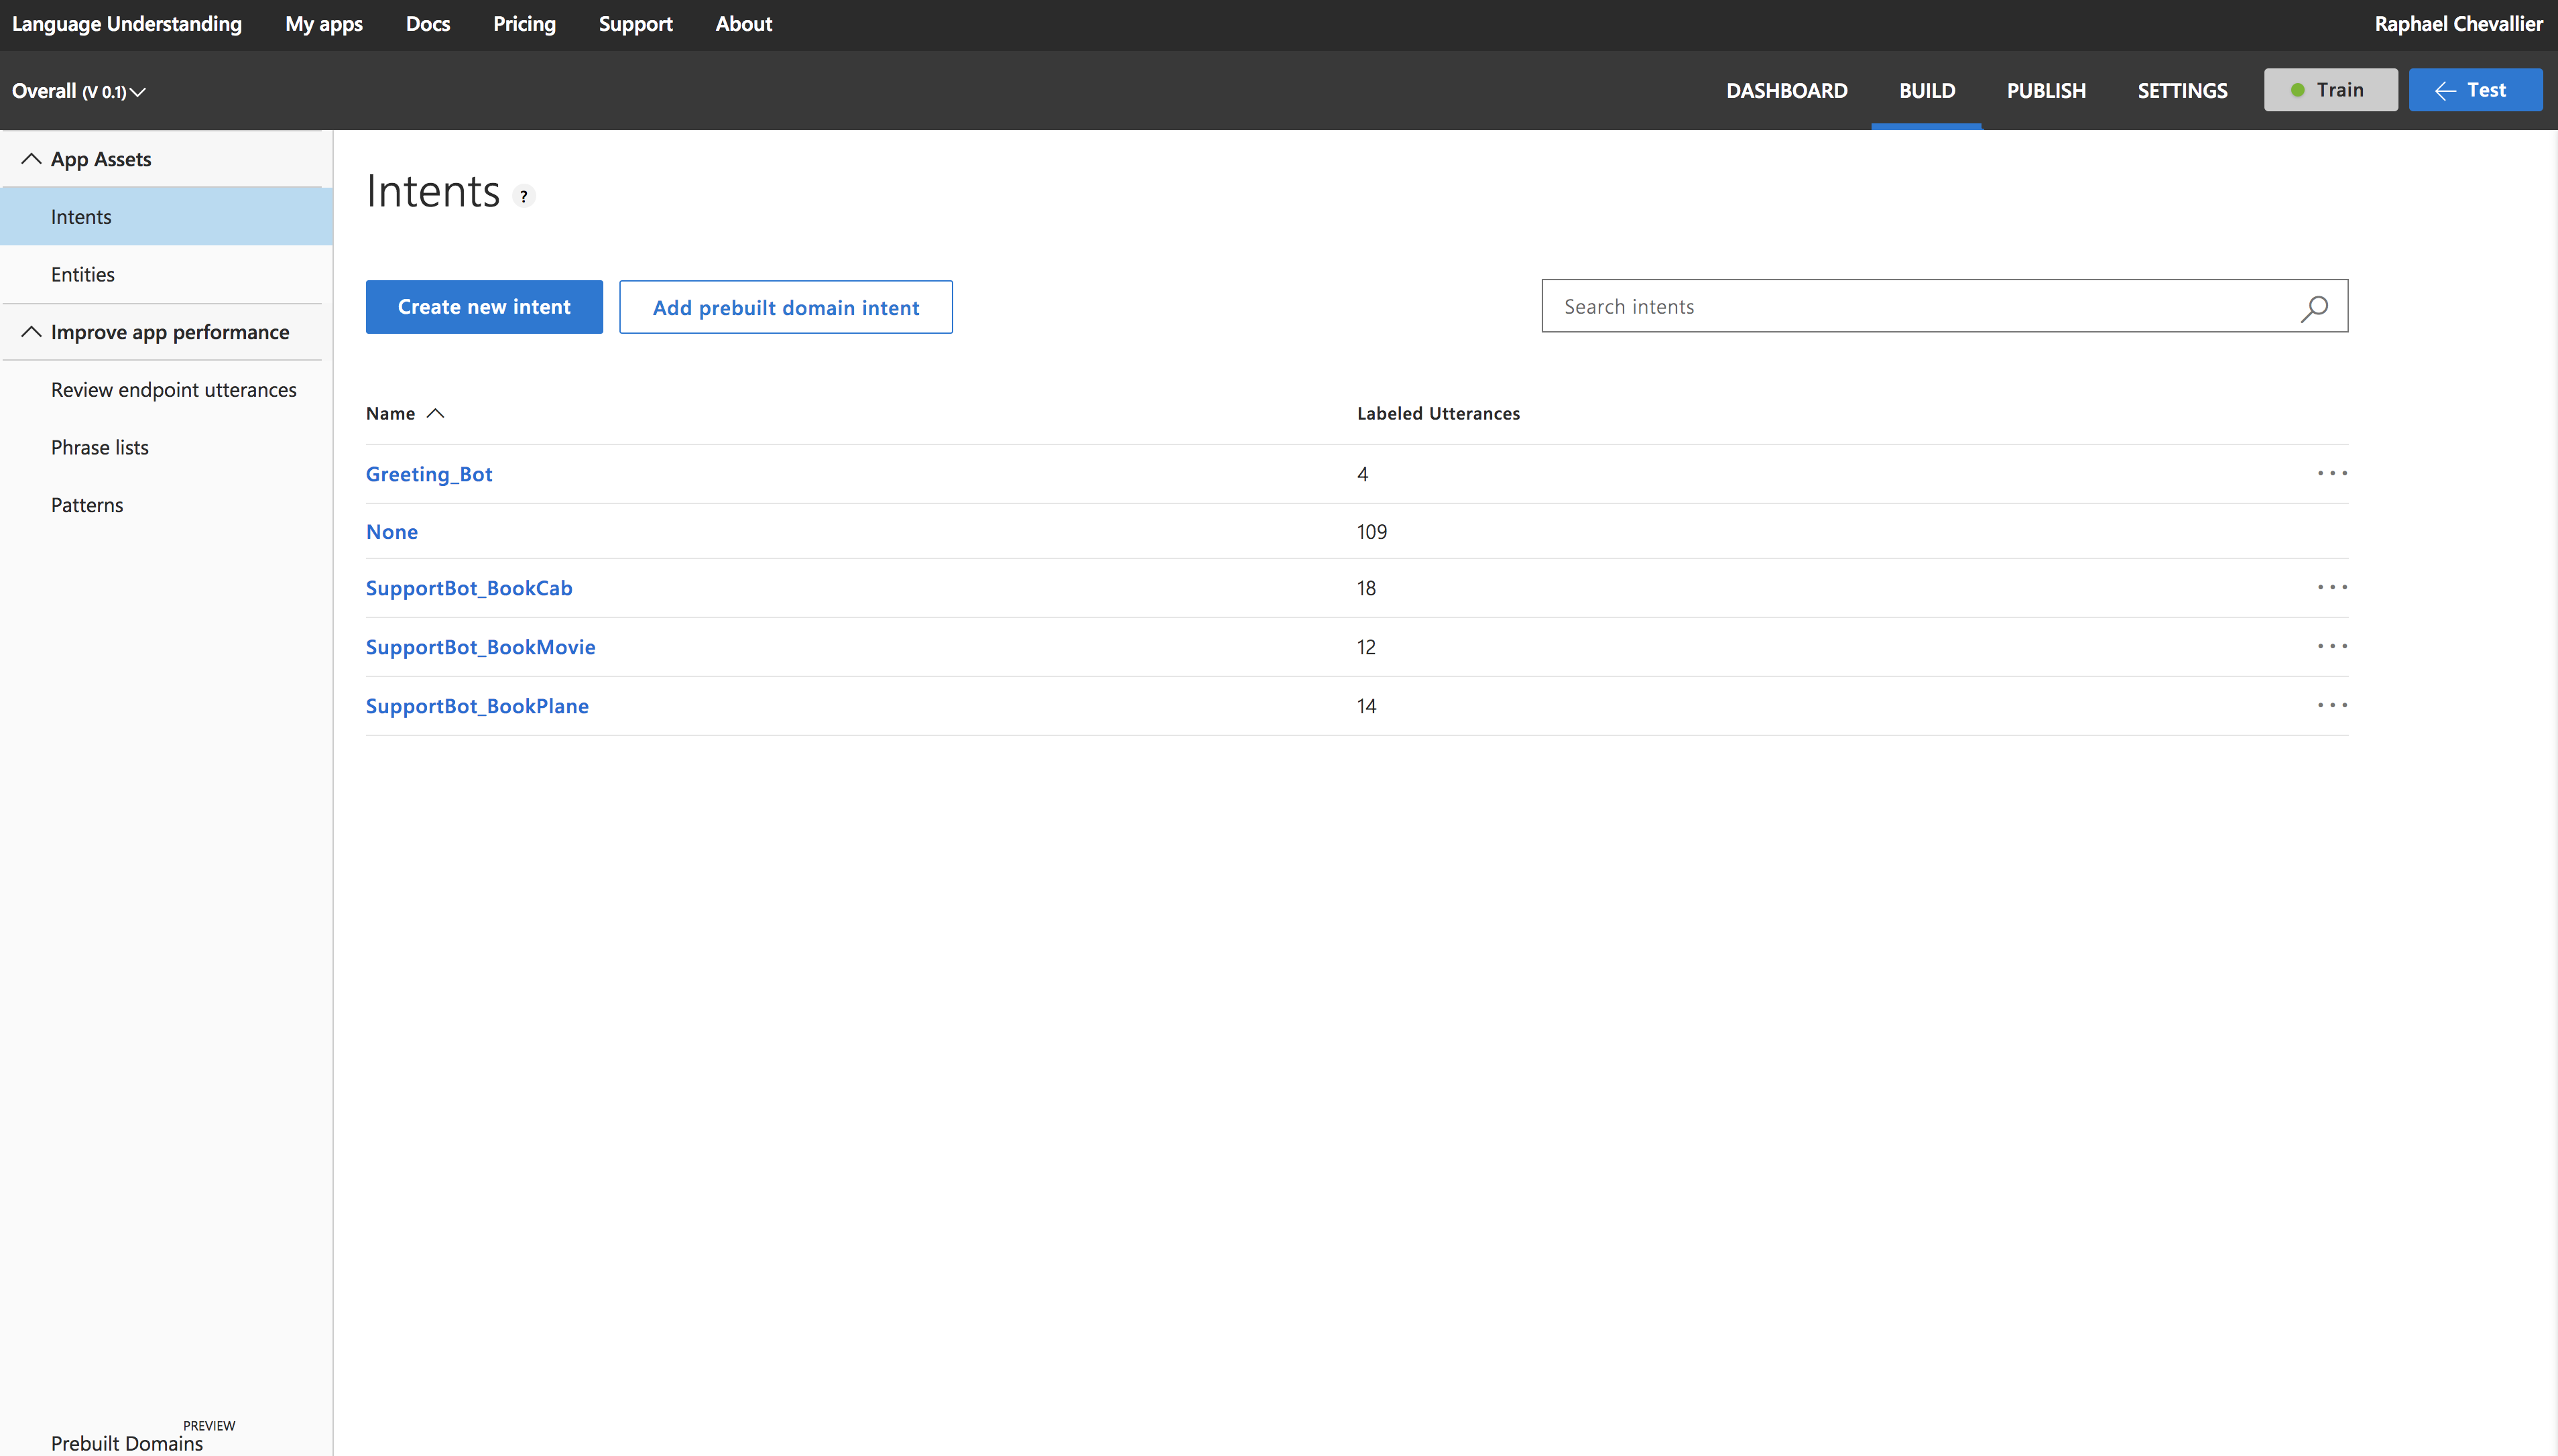 Language Understanding My apps Docs Pricing Support About Raphael Chevallier
Overall (V 0.1) DASHBOARD BUILD PUBLISH SETTINGS Train Test
App Assets
Intents
Entities
Improve app performance
Review endpoint utterances
Phrase lists
Patterns
Prebuilt Domains PREVIEW
Intents ?
Create new intent Add prebuilt domain intent Search intents
Name Labeled Utterances
Greeting_Bot 4 ...
None 109
SupportBot_BookCab 18 ...
SupportBot_BookMovie 12 ...
SupportBot_BookPlane 14 ...